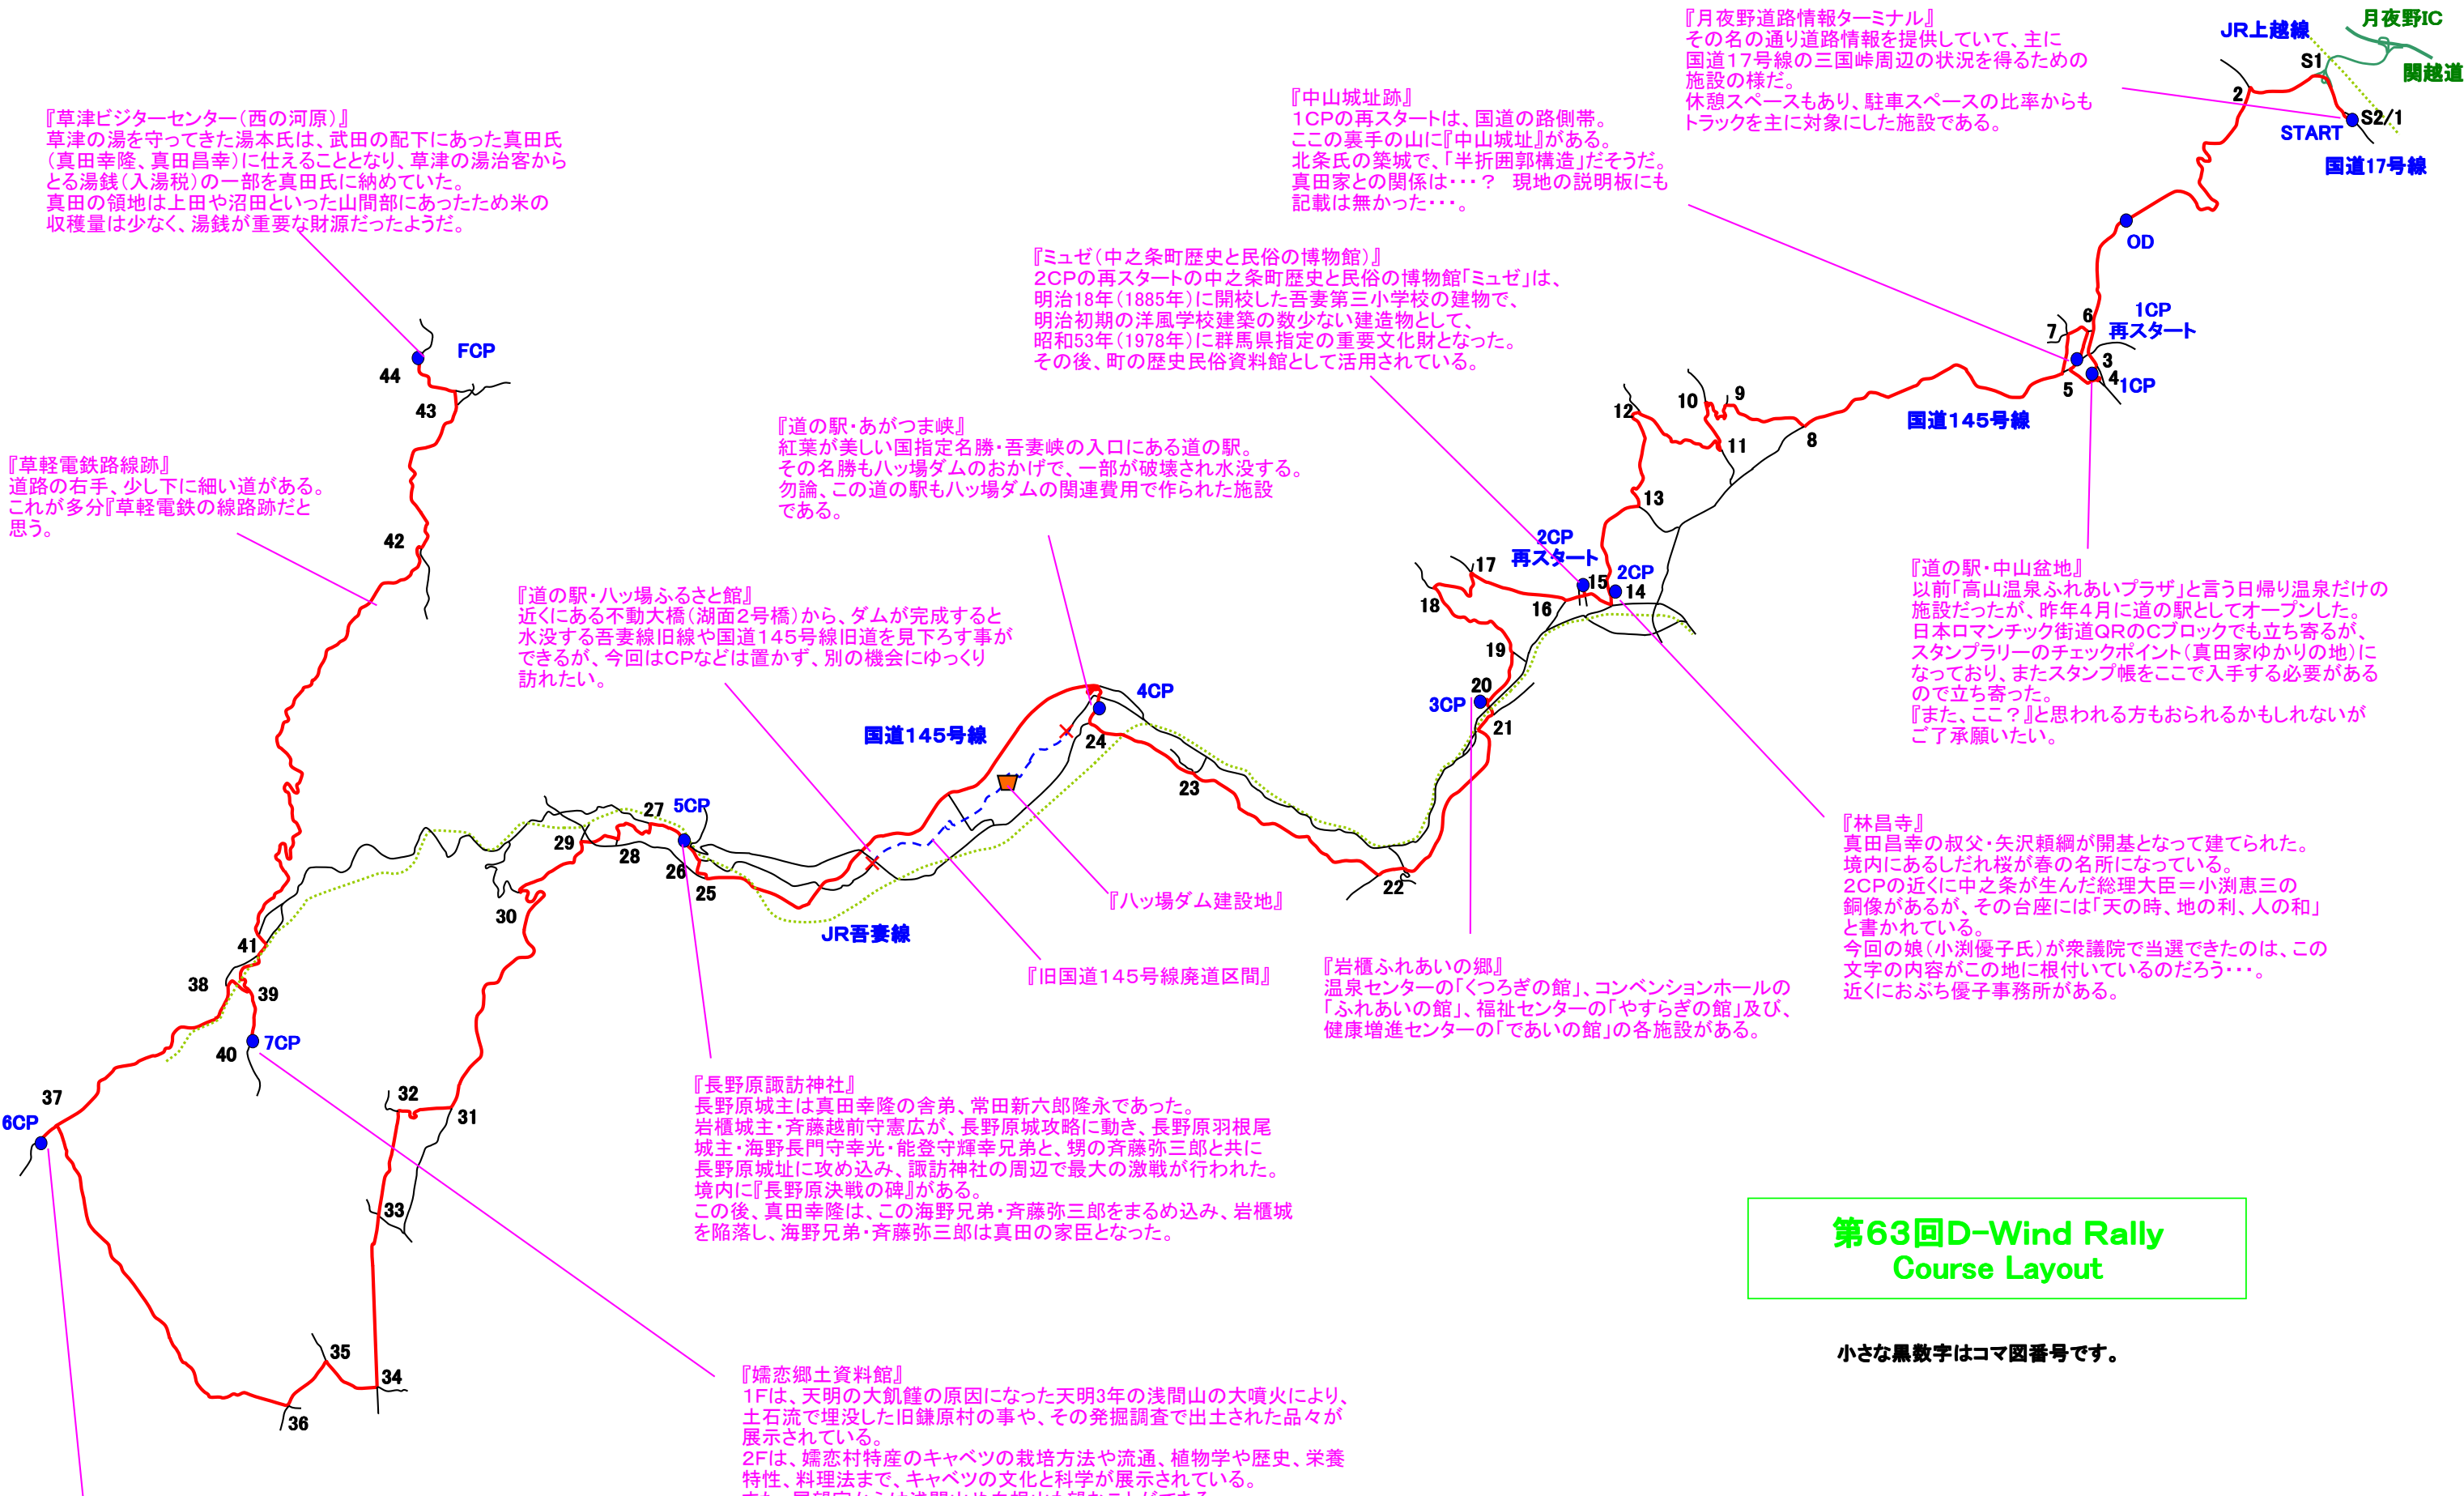 『月夜野道路情報ターミナル』
その名の通り道路情報を提供していて、主に
国道17号線の三国峠周辺の状況を得るための
施設の様だ。
休憩スペースもあり、駐車スペースの比率からも
トラックを主に対象にした施設である。
JR上越線
月夜野IC
関越道
S1
2
S2/1
START
国道17号線
『中山城址跡』
1CPの再スタートは、国道の路側帯。
ここの裏手の山に『中山城址』がある。
北条氏の築城で、「半折囲郭構造」だそうだ。
真田家との関係は・・・?　現地の説明板にも
記載は無かった・・・。
『草津ビジターセンター(西の河原)』
草津の湯を守ってきた湯本氏は、武田の配下にあった真田氏
(真田幸隆、真田昌幸)に仕えることとなり、草津の湯治客から
とる湯銭(入湯税)の一部を真田氏に納めていた。
真田の領地は上田や沼田といった山間部にあったため米の
収穫量は少なく、湯銭が重要な財源だったようだ。
OD
『ミュゼ(中之条町歴史と民俗の博物館)』
2CPの再スタートの中之条町歴史と民俗の博物館「ミュゼ」は、
明治18年(1885年)に開校した吾妻第三小学校の建物で、
明治初期の洋風学校建築の数少ない建造物として、
昭和53年(1978年)に群馬県指定の重要文化財となった。
その後、町の歴史民俗資料館として活用されている。
1CP
再スタート
6
7
3
4
1CP
5
FCP
44
43
12
10
9
11
8
国道145号線
『道の駅・あがつま峡』
紅葉が美しい国指定名勝・吾妻峡の入口にある道の駅。
その名勝も八ッ場ダムのおかげで、一部が破壊され水没する。
勿論、この道の駅も八ッ場ダムの関連費用で作られた施設
である。
『草軽電鉄路線跡』
道路の右手、少し下に細い道がある。
これが多分『草軽電鉄の線路跡だと
思う。
42
13
2CP
再スタート
17
15
2CP
14
18
16
『道の駅・中山盆地』
以前「高山温泉ふれあいプラザ」と言う日帰り温泉だけの
施設だったが、昨年4月に道の駅としてオープンした。
日本ロマンチック街道QRのCブロックでも立ち寄るが、
スタンプラリーのチェックポイント(真田家ゆかりの地)に
なっており、またスタンプ帳をここで入手する必要がある
ので立ち寄った。
『また、ここ?』と思われる方もおられるかもしれないが
ご了承願いたい。
『道の駅・八ッ場ふるさと館』
近くにある不動大橋(湖面2号橋)から、ダムが完成すると
水没する吾妻線旧線や国道145号線旧道を見下ろす事が
できるが、今回はCPなどは置かず、別の機会にゆっくり
訪れたい。
19
20
3CP
21
4CP
24
国道145号線
23
22
27
5CP
29
28
26
25
30
JR吾妻線
『八ッ場ダム建設地』
『旧国道145号線廃道区間』
『林昌寺』
真田昌幸の叔父・矢沢頼綱が開基となって建てられた。
境内にあるしだれ桜が春の名所になっている。
2CPの近くに中之条が生んだ総理大臣=小渕恵三の
銅像があるが、その台座には「天の時、地の利、人の和」
と書かれている。
今回の娘(小渕優子氏)が衆議院で当選できたのは、この
文字の内容がこの地に根付いているのだろう・・・。
近くにおぶち優子事務所がある。
『岩櫃ふれあいの郷』
温泉センターの「くつろぎの館」、コンベンションホールの
「ふれあいの館」、福祉センターの「やすらぎの館」及び、
健康増進センターの「であいの館」の各施設がある。
41
38
39
40
7CP
37
6CP
32
31
33
『長野原諏訪神社』
長野原城主は真田幸隆の舎弟、常田新六郎隆永であった。
岩櫃城主・斉藤越前守憲広が、長野原城攻略に動き、長野原羽根尾
城主・海野長門守幸光・能登守輝幸兄弟と、甥の斉藤弥三郎と共に
長野原城址に攻め込み、諏訪神社の周辺で最大の激戦が行われた。
境内に『長野原決戦の碑』がある。
この後、真田幸隆は、この海野兄弟・斉藤弥三郎をまるめ込み、岩櫃城
を陥落し、海野兄弟・斉藤弥三郎は真田の家臣となった。
第63回D-Wind Rally
Course Layout
小さな黒数字はコマ図番号です。
35
34
36
『嬬恋郷土資料館』
1Fは、天明の大飢饉の原因になった天明3年の浅間山の大噴火により、
土石流で埋没した旧鎌原村の事や、その発掘調査で出土された品々が
展示されている。
2Fは、嬬恋村特産のキャベツの栽培方法や流通、植物学や歴史、栄養
特性、料理法まで、キャベツの文化と科学が展示されている。